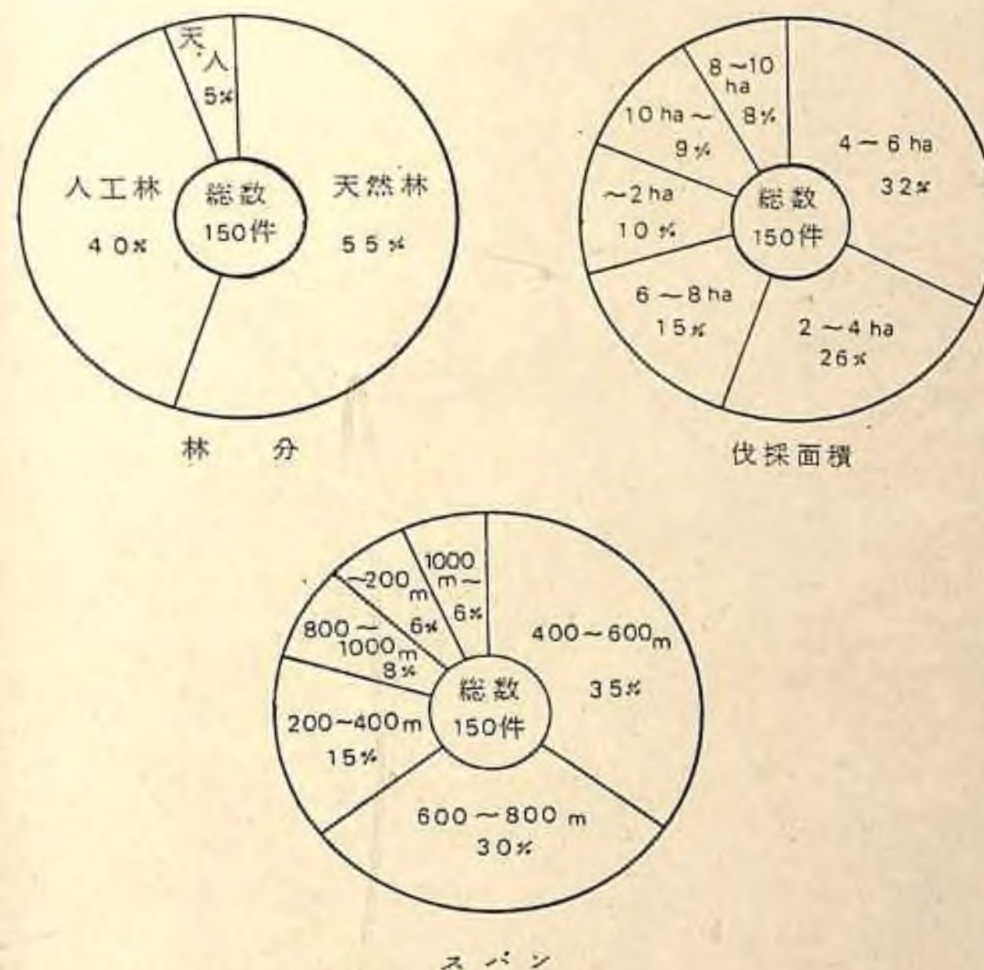 天然林
55%
人工林
40%
天
人
5%
総数
150件
林 分
4～6 ha
32%
2～4 ha
26%
6～8 ha
15%
～2 ha
10%
10 ha～
9%
8～10
ha
8%
総数
150件
伐採面積
400～600m
35%
600～800 m
30%
200～400 m
15%
800～
1000m
8%
～200m
6%
1000
m～
6%
総数
150件
スパン